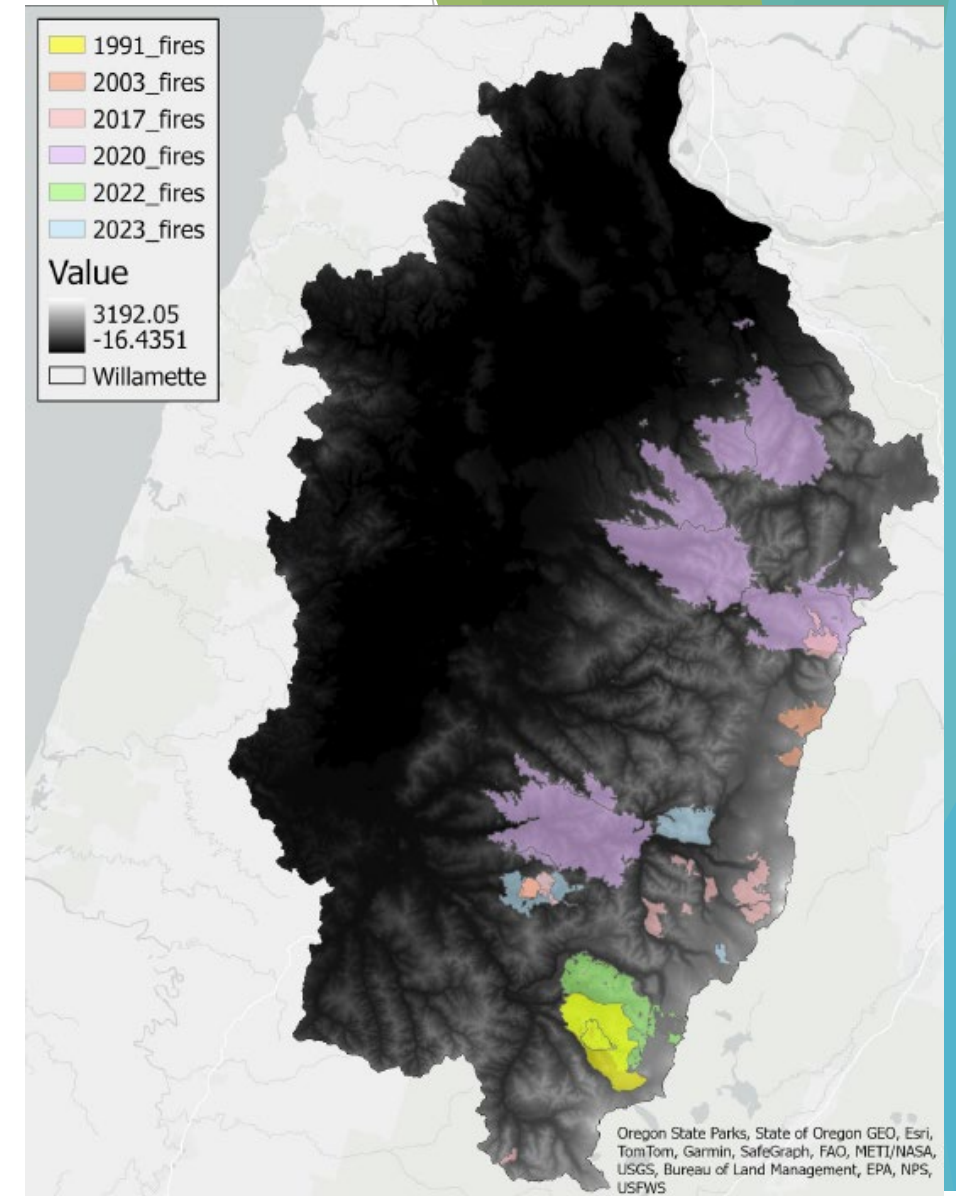 1991_fires
2003_fires
2017_fires
2020_fires
2022_fires
2023_fires
Value
3192.05
-16.4351
Willamette
Oregon State Parks, State of Oregon GEO, Esri,
TomTom, Garmin, SafeGraph, FAO, METI/NASA,
USGS, Bureau of Land Management, EPA, NPS,
USFWS